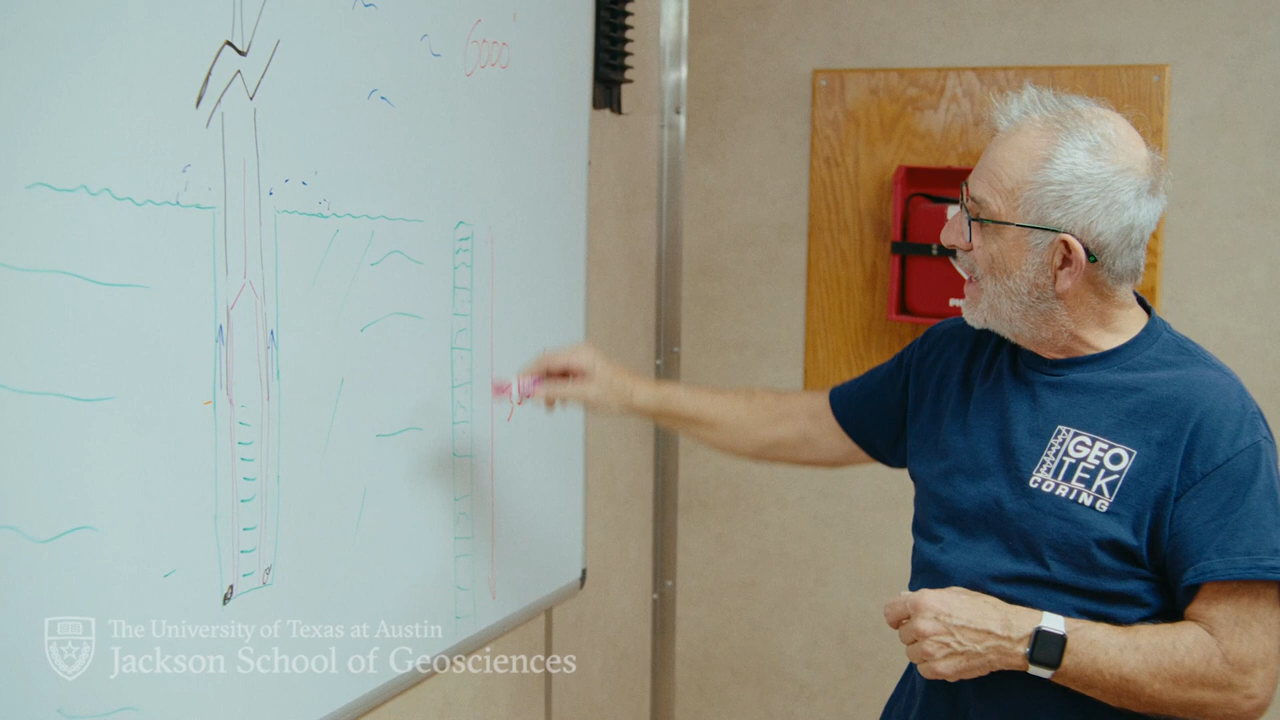 6000'
GEO
TEK
CORING
The University of Texas at Austin
Jackson School of Geosciences